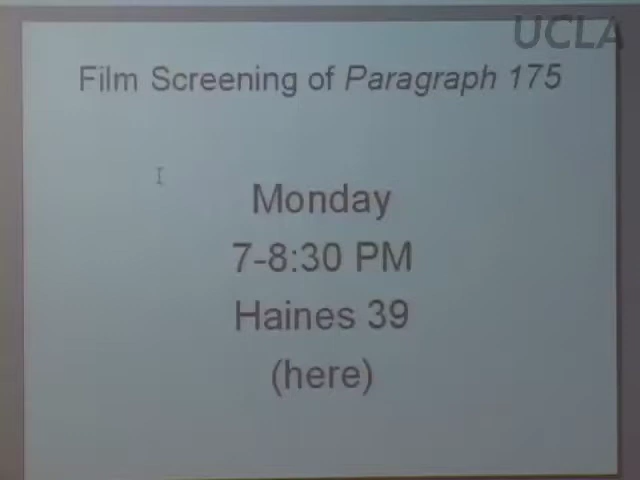 UCLA
Film Screening of Paragraph 175
Monday
7-8:30 PM
Haines 39
(here)